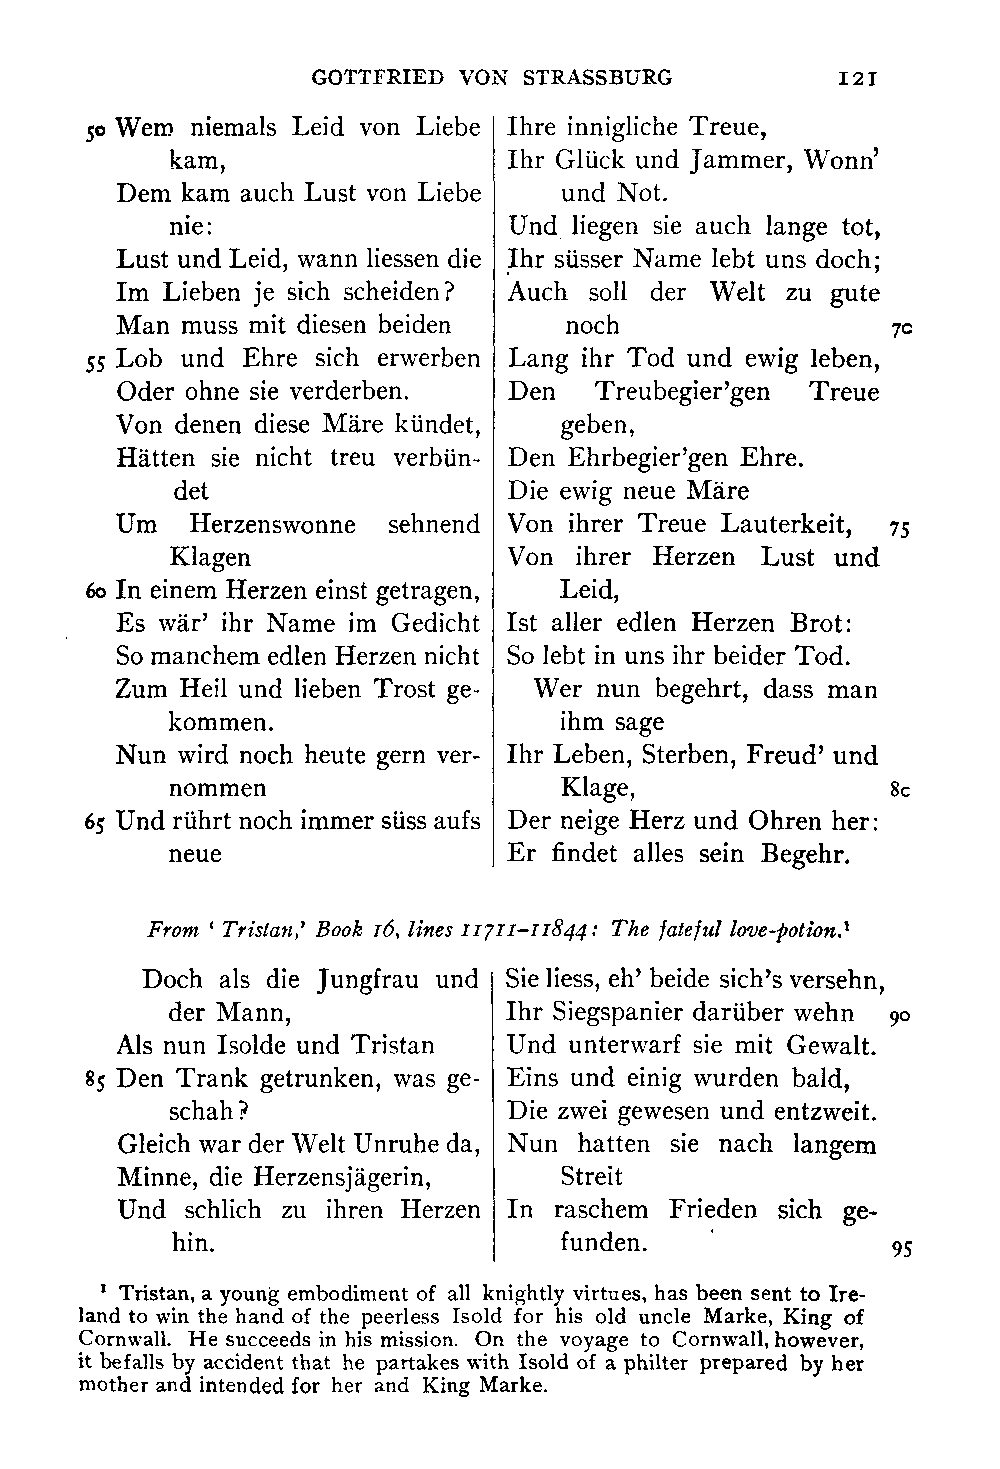 GOTTFRIED VON STRASSBURG 121
50 Wem niemals Leid von Liebe
kam,
Dem kam auch Lust von Liebe
nie:
Lust und Leid, wann liessen die
Im Lieben je sich scheiden?
Man muss mit diesen beiden
55 Lob und Ehre sich erwerben
Oder ohne sie verderben.
Von denen diese Märe kündet,
Hätten sie nicht treu verbün-
det
Um Herzenswonne sehnend
Klagen
60 In einem Herzen einst getragen,
Es wär' ihr Name im Gedicht
So manchem edlen Herzen nicht
Zum Heil und lieben Trost ge-
kommen.
Nun wird noch heute gern ver-
nommen
65 Und rührt noch immer süss aufs
neue
Ihre innigliche Treue,
Ihr Glück und Jammer, Wonn'
und Not.
Und liegen sie auch lange tot,
Ihr süsser Name lebt uns doch;
Auch soll der Welt zu gute
noch 70
Lang ihr Tod und ewig leben,
Den Treubegier'gen Treue
geben,
Den Ehrbegier'gen Ehre.
Die ewig neue Märe
Von ihrer Treue Lauterkeit, 75
Von ihrer Herzen Lust und
Leid,
Ist aller edlen Herzen Brot:
So lebt in uns ihr beider Tod.
Wer nun begehrt, dass man
ihm sage
Ihr Leben, Sterben, Freud' und
Klage, 80
Der neige Herz und Ohren her:
Er findet alles sein Begehr.
From ‘Tristan,’ Book 16, lines 11711–11844: The fateful love-potion.¹
Doch als die Jungfrau und
der Mann,
Als nun Isolde und Tristan
85 Den Trank getrunken, was ge-
schah?
Gleich war der Welt Unruhe da,
Minne, die Herzensjägerin,
Und schlich zu ihren Herzen
hin.
Sie liess, eh' beide sich's versehn,
Ihr Siegspanier darüber wehn 90
Und unterwarf sie mit Gewalt.
Eins und einig wurden bald,
Die zwei gewesen und entzweit.
Nun hatten sie nach langem
Streit
In raschem Frieden sich ge-
funden. 95
¹ Tristan, a young embodiment of all knightly virtues, has been sent to Ire-
land to win the hand of the peerless Isold for his old uncle Marke, King of
Cornwall. He succeeds in his mission. On the voyage to Cornwall, however,
it befalls by accident that he partakes with Isold of a philter prepared by her
mother and intended for her and King Marke.